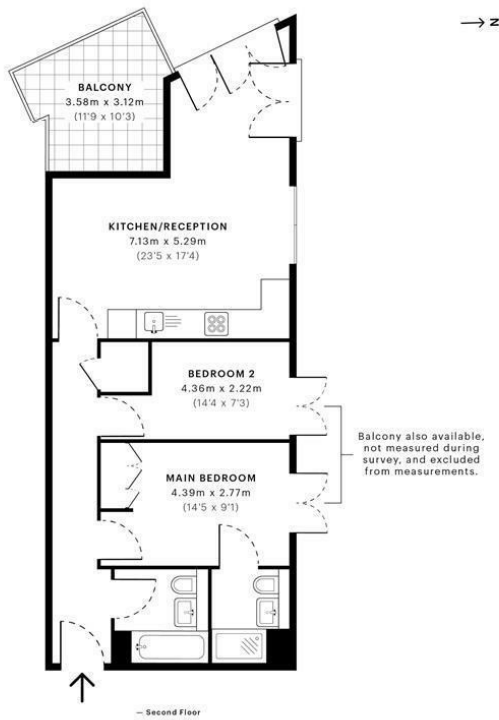 N
BALCONY
3.58m x 3.12m
(11'9 x 10'3)
KITCHEN/RECEPTION
7.13m x 5.29m
(23'5 x 17'4)
BEDROOM 2
4.36m x 2.22m
(14'4 x 7'3)
Balcony also available,
not measured during
survey, and excluded
from measurements.
MAIN BEDROOM
4.39m x 2.77m
(14'5 x 9'1)
— Second Floor